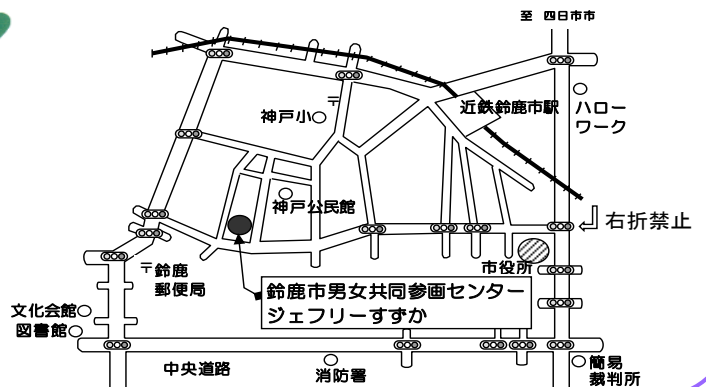 至 四日市市
近鉄鈴鹿市駅
ハロー
ワーク
〒
神戸小
神戸公民館
右折禁止
市役所
〒鈴鹿
郵便局
鈴鹿市男女共同参画センター
ジェフリーすずか
文化会館
図書館
中央道路
消防署
簡易
裁判所